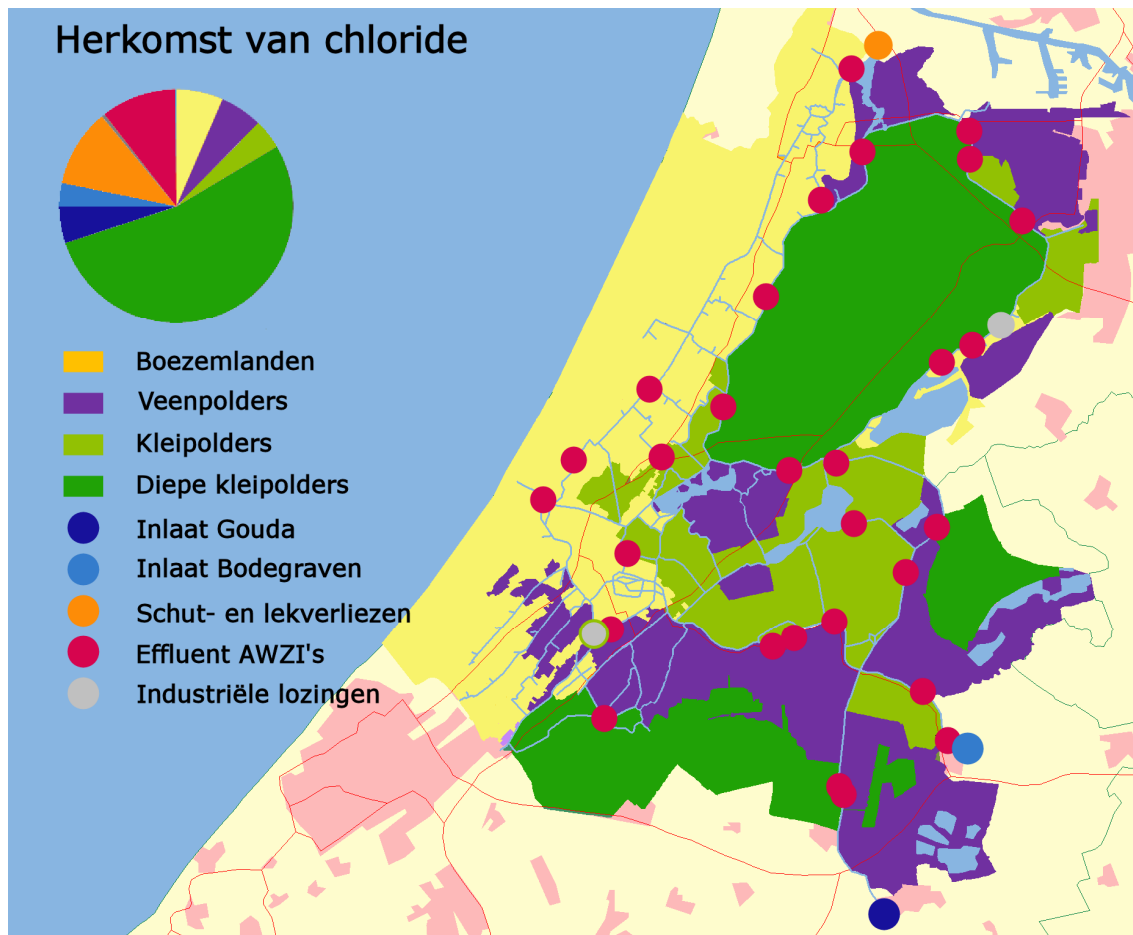 Herkomst van chloride
Boezemlanden
Veenpolders
Kleipolders
Diepe kleipolders
Inlaat Gouda
Inlaat Bodegraven
Schut- en lekverliezen
Effluent AWZI's
Industriële lozingen